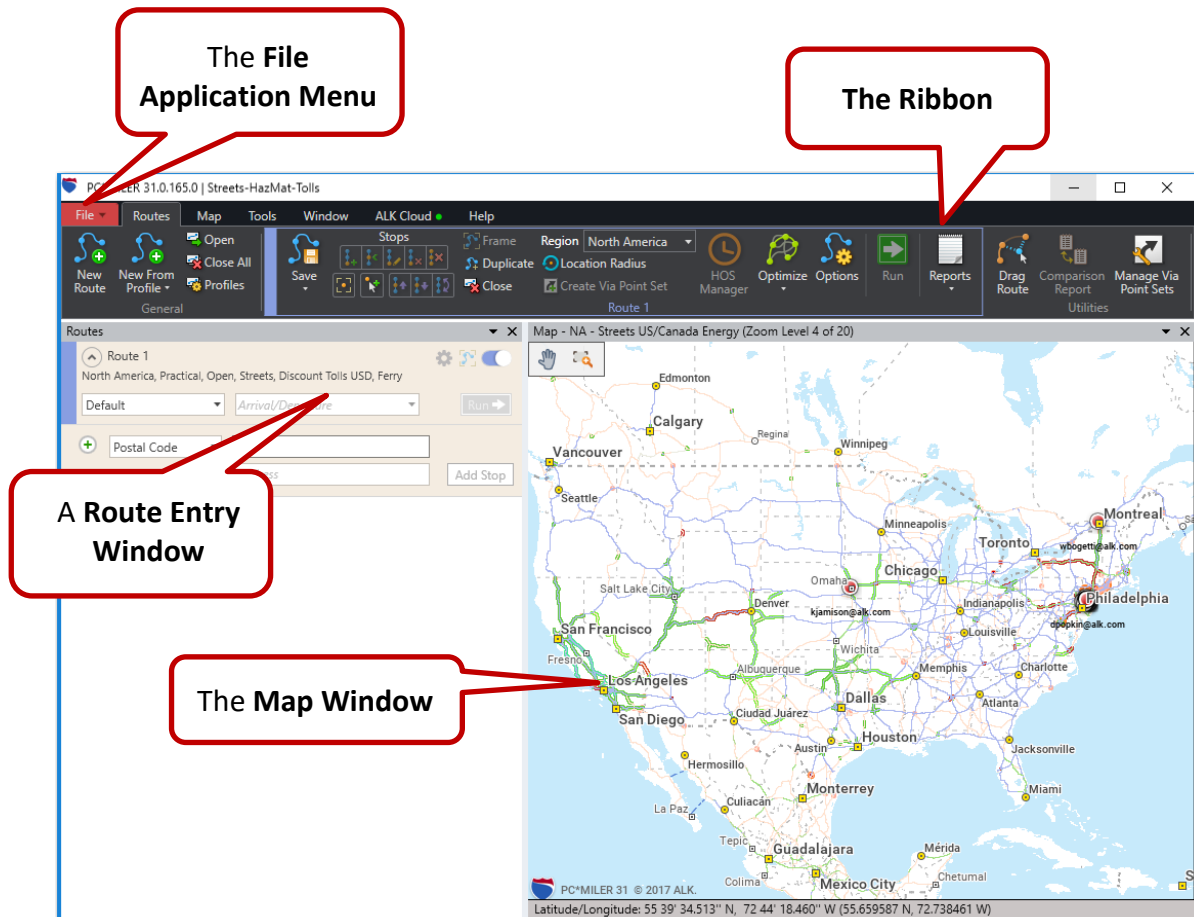 The File
Application Menu
The Ribbon
PC*MILER 31.0.165.0 | Streets-HazMat-Tolls
File Routes Map Tools Window ALK Cloud Help
New Route
New From Profile
Open
Close All
Profiles
General
Save
Stops
Frame
Duplicate
Close
Region North America
Location Radius
Create Via Point Set
HOS Manager
Optimize
Options
Run
Reports
Route 1
Drag Route
Comparison Report
Manage Via Point Sets
Utilities
Routes
Route 1
North America, Practical, Open, Streets, Discount Tolls USD, Ferry
Default
Run
Postal Code
Add Stop
A Route Entry
Window
Map - NA - Streets US/Canada Energy (Zoom Level 4 of 20)
Edmonton
Calgary
Regina
Winnipeg
Vancouver
Seattle
Minneapolis
Montreal
Toronto
wbogetti@alk.com
Chicago
Omaha
Salt Lake City
Philadelphia
Denver
kjamison@alk.com
Indianapolis
dpopkin@alk.com
San Francisco
Louisville
Fresno
Wichita
Albuquerque
Memphis
Charlotte
Los Angeles
The Map Window
Dallas
Atlanta
San Diego
Ciudad Juárez
Austin
Houston
Jacksonville
Hermosillo
Monterrey
Miami
La Paz
Culiacán
Tepic
Guadalajara
Mérida
Colima
Mexico City
Chetumal
PC*MILER 31 © 2017 ALK.
Latitude/Longitude: 55 39' 34.513'' N, 72 44' 18.460'' W (55.659587 N, 72.738461 W)